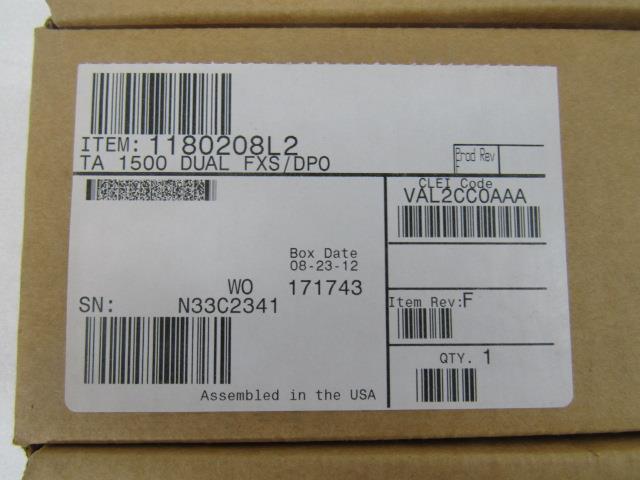 ITEM: 1180208L2
TA 1500 DUAL FXS/DPO
Prod Rev
F
CLEI Code
VAL2CC0AAA
Box Date
08-23-12
WO 171743
SN: N33C2341
Item Rev: F
QTY. 1
Assembled in the USA